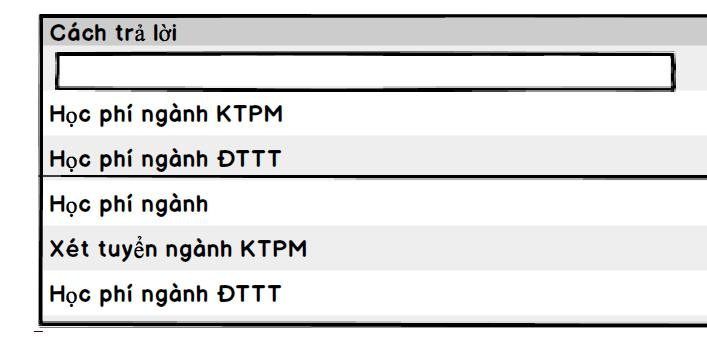 Cách trả lời
Học phí ngành KTPM
Học phí ngành ĐTTT
Học phí ngành
Xét tuyển ngành KTPM
Học phí ngành ĐTTT